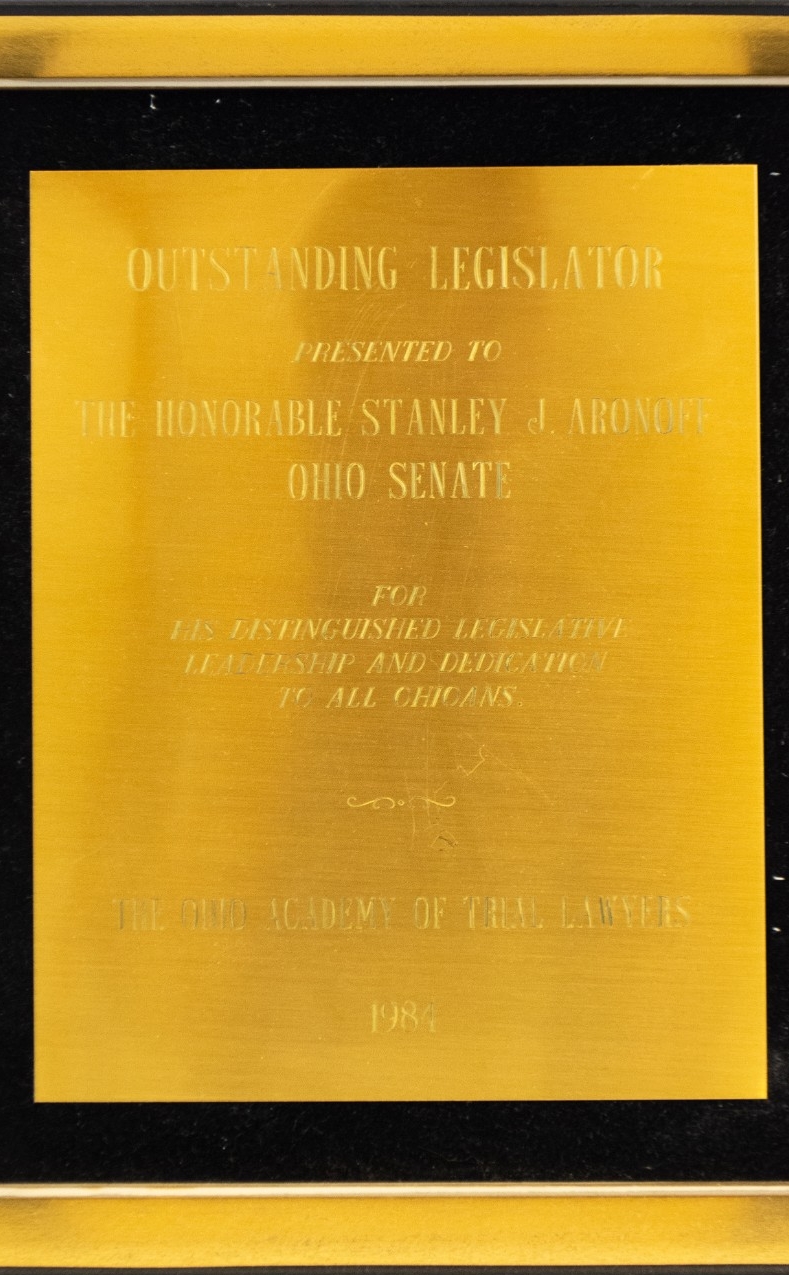 OUTSTANDING LEGISLATOR
PRESENTED TO
THE HONORABLE STANLEY J. ARONOFF
OHIO SENATE
FOR
HIS DISTINGUISHED LEGISLATIVE
LEADERSHIP AND DEDICATION
TO ALL OHIOANS.
THE OHIO ACADEMY OF TRIAL LAWYERS
1984